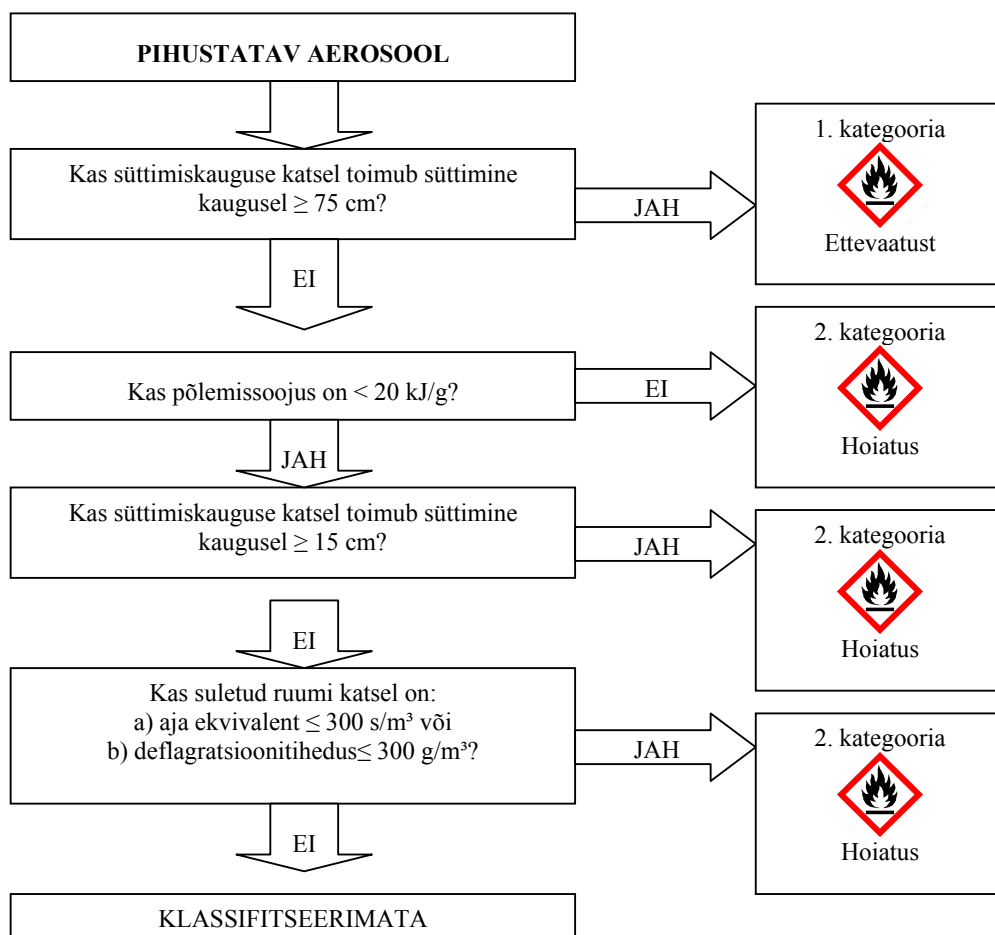 PIHUSTATAV AEROSOOL
Kas süttimiskauguse katsel toimub süttimine
kaugusel ≥ 75 cm?
JAH
1. kategooria
Ettevaatust
EI
Kas põlemissoojus on < 20 kJ/g?
EI
2. kategooria
Hoiatus
JAH
Kas süttimiskauguse katsel toimub süttimine
kaugusel ≥ 15 cm?
JAH
2. kategooria
Hoiatus
EI
Kas suletud ruumi katsel on:
a) aja ekvivalent ≤ 300 s/m³ või
b) deflagratsioonitihedus≤ 300 g/m³?
JAH
2. kategooria
Hoiatus
EI
KLASSIFITSEERIMATA